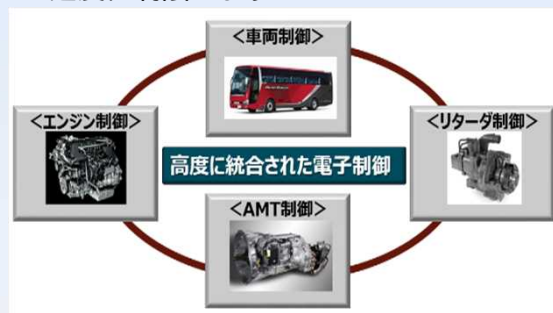 ＜車両制御＞
＜エンジン制御＞
＜リターダ制御＞
高度に統合された電子制御
＜AMT制御＞